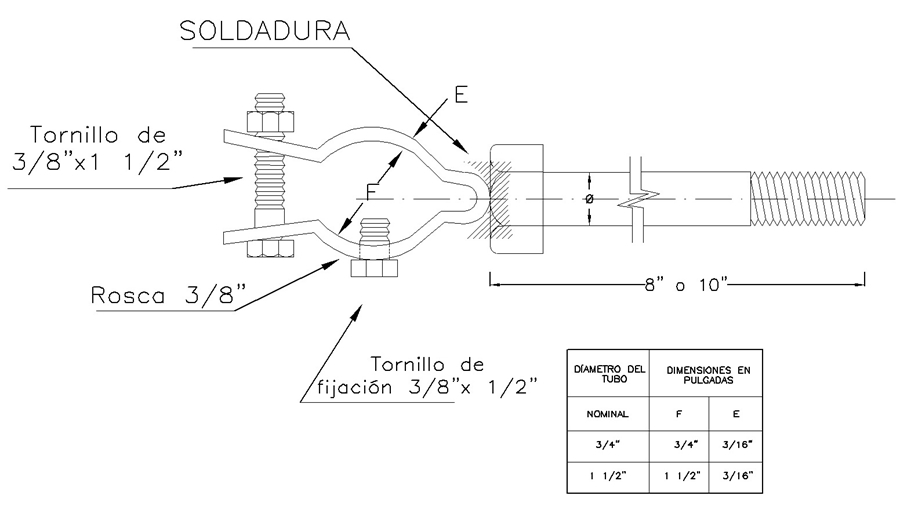 SOLDADURA
E
Tornillo de
3/8"x1 1/2"
F
ø
8" o 10"
Rosca 3/8"
Tornillo de
fijación 3/8"x 1/2"
DÍAMETRO DEL
TUBO
DIMENSIONES EN
PULGADAS
NOMINAL F E
3/4" 3/4" 3/16"
1 1/2" 1 1/2" 3/16"